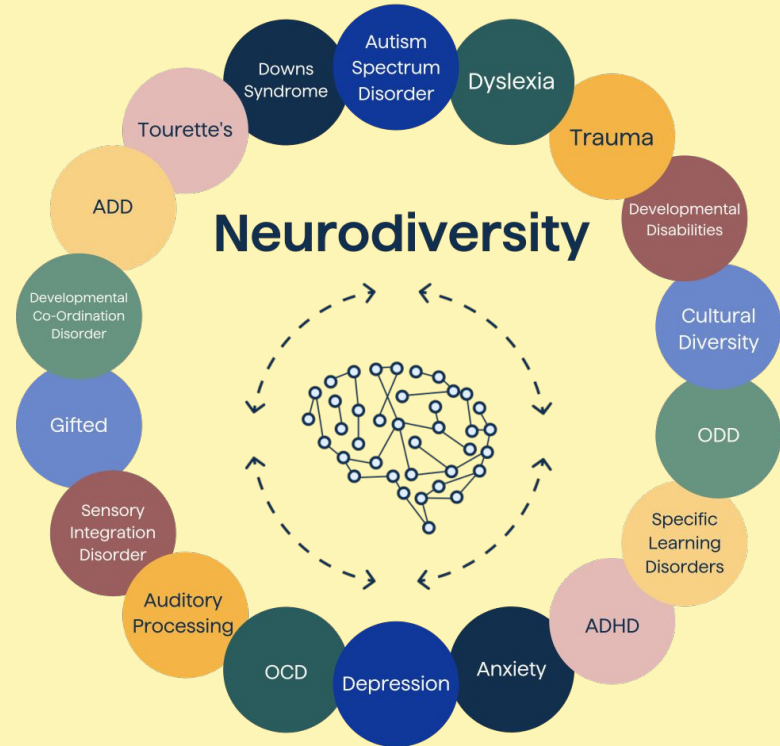 Neurodiversity
Autism
Spectrum
Disorder
Dyslexia
Trauma
Developmental
Disabilities
Cultural
Diversity
ODD
Specific
Learning
Disorders
ADHD
Anxiety
Depression
OCD
Auditory
Processing
Sensory
Integration
Disorder
Gifted
Developmental
Co-Ordination
Disorder
ADD
Tourette's
Downs
Syndrome